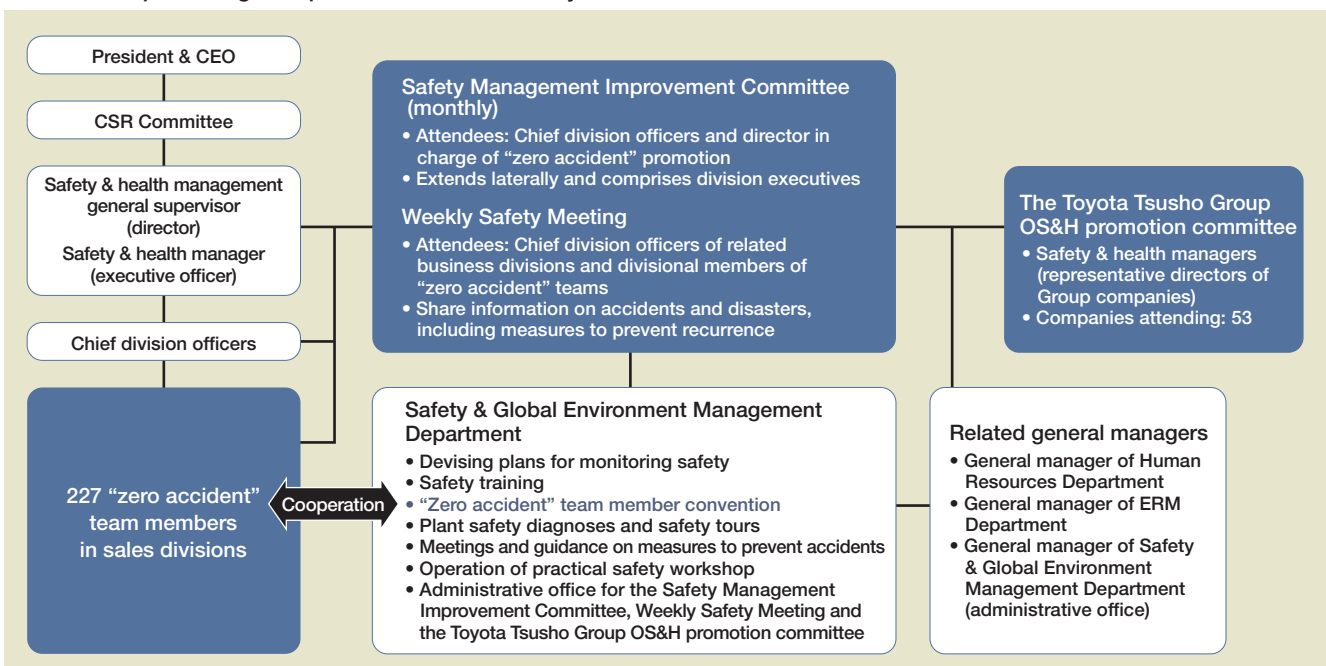 President & CEO
CSR Committee
Safety & health management
general supervisor
(director)
Safety & health manager
(executive officer)
Chief division officers
227 “zero accident”
team members
in sales divisions
Cooperation
Safety Management Improvement Committee
(monthly)
• Attendees: Chief division officers and director in
charge of “zero accident” promotion
• Extends laterally and comprises division executives
Weekly Safety Meeting
• Attendees: Chief division officers of related
business divisions and divisional members of
“zero accident” teams
• Share information on accidents and disasters,
including measures to prevent recurrence
Safety & Global Environment Management
Department
• Devising plans for monitoring safety
• Safety training
• “Zero accident” team member convention
• Plant safety diagnoses and safety tours
• Meetings and guidance on measures to prevent accidents
• Operation of practical safety workshop
• Administrative office for the Safety Management
Improvement Committee, Weekly Safety Meeting and
the Toyota Tsusho Group OS&H promotion committee
The Toyota Tsusho Group
OS&H promotion committee
• Safety & health managers
(representative directors of
Group companies)
• Companies attending: 53
Related general managers
• General manager of Human
Resources Department
• General manager of ERM
Department
• General manager of Safety
& Global Environment
Management Department
(administrative office)